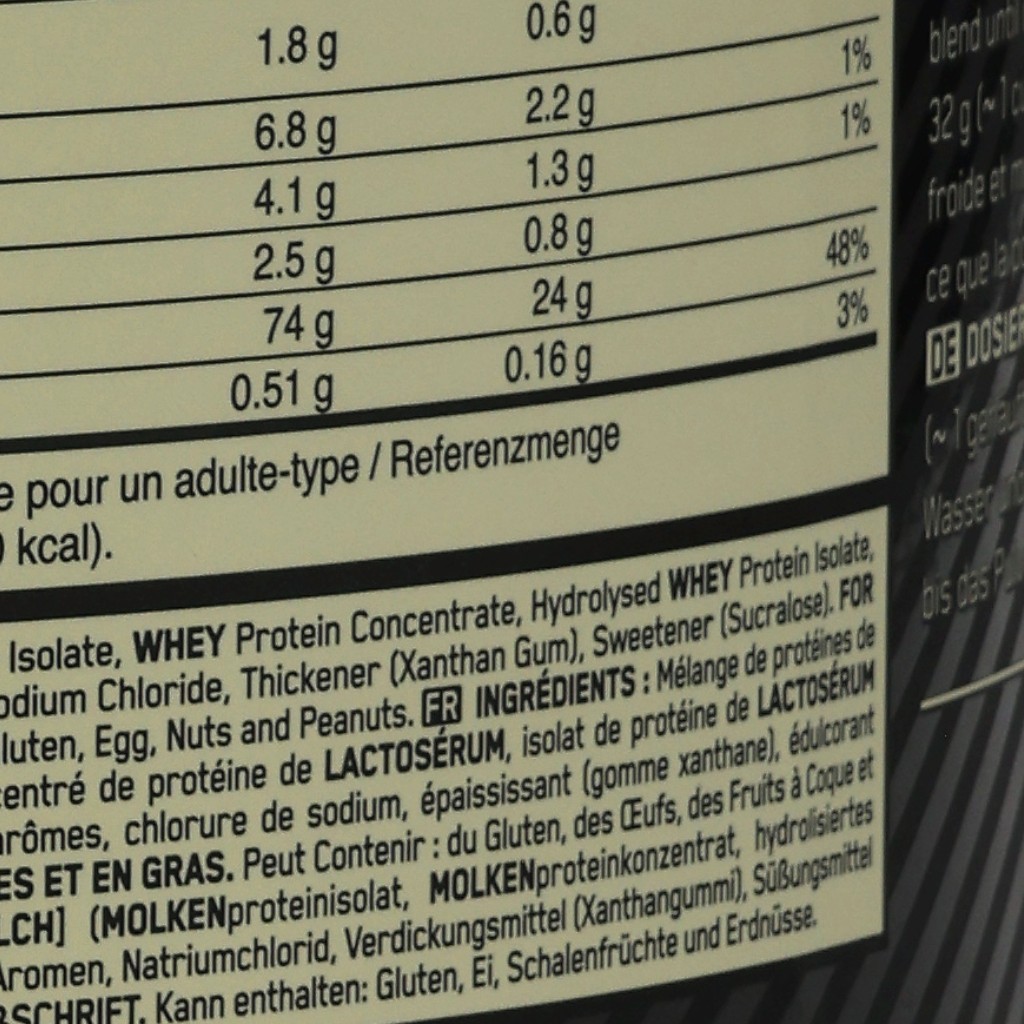 1.8 g 0.6 g
6.8 g 2.2 g 1%
4.1 g 1.3 g 1%
2.5 g 0.8 g
74 g 24 g 48%
0.51 g 0.16 g 3%
e pour un adulte-type / Referenzmenge
kcal).
Isolate, WHEY Protein Concentrate, Hydrolysed WHEY Protein Isolate,
odium Chloride, Thickener (Xanthan Gum), Sweetener (Sucralose). FOR
luten, Egg, Nuts and Peanuts. FR INGRÉDIENTS : Mélange de protéines de
centré de protéine de LACTOSÉRUM, isolat de protéine de LACTOSÉRUM
arômes, chlorure de sodium, épaississant (gomme xanthane), édulcorant
ES ET EN GRAS. Peut Contenir : du Gluten, des Œufs, des Fruits à Coque et
LCH] (MOLKENproteinisolat, MOLKENproteinkonzentrat, hydrolisiertes
Aromen, Natriumchlorid, Verdickungsmittel (Xanthangummi), Süßungsmittel
SCHRIFT. Kann enthalten: Gluten, Ei, Schalenfrüchte und Erdnüsse.
blend until
32 g (~ 1
froide et
ce que la
DE DOSIER
(~ 1
Wasser
bis das